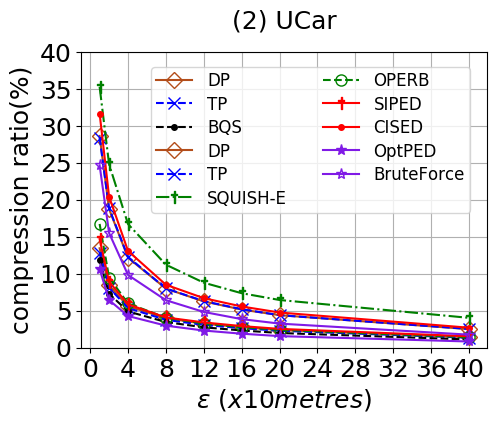 (2) UCar
compression ratio(%)
40
35
30
25
20
15
10
5
0
DP
TP
BQS
DP
TP
SQUISH-E
OPERB
SIPED
CISED
OptPED
BruteForce
0 4 8 12 16 20 24 28 32 36 40
ε (x10metres)